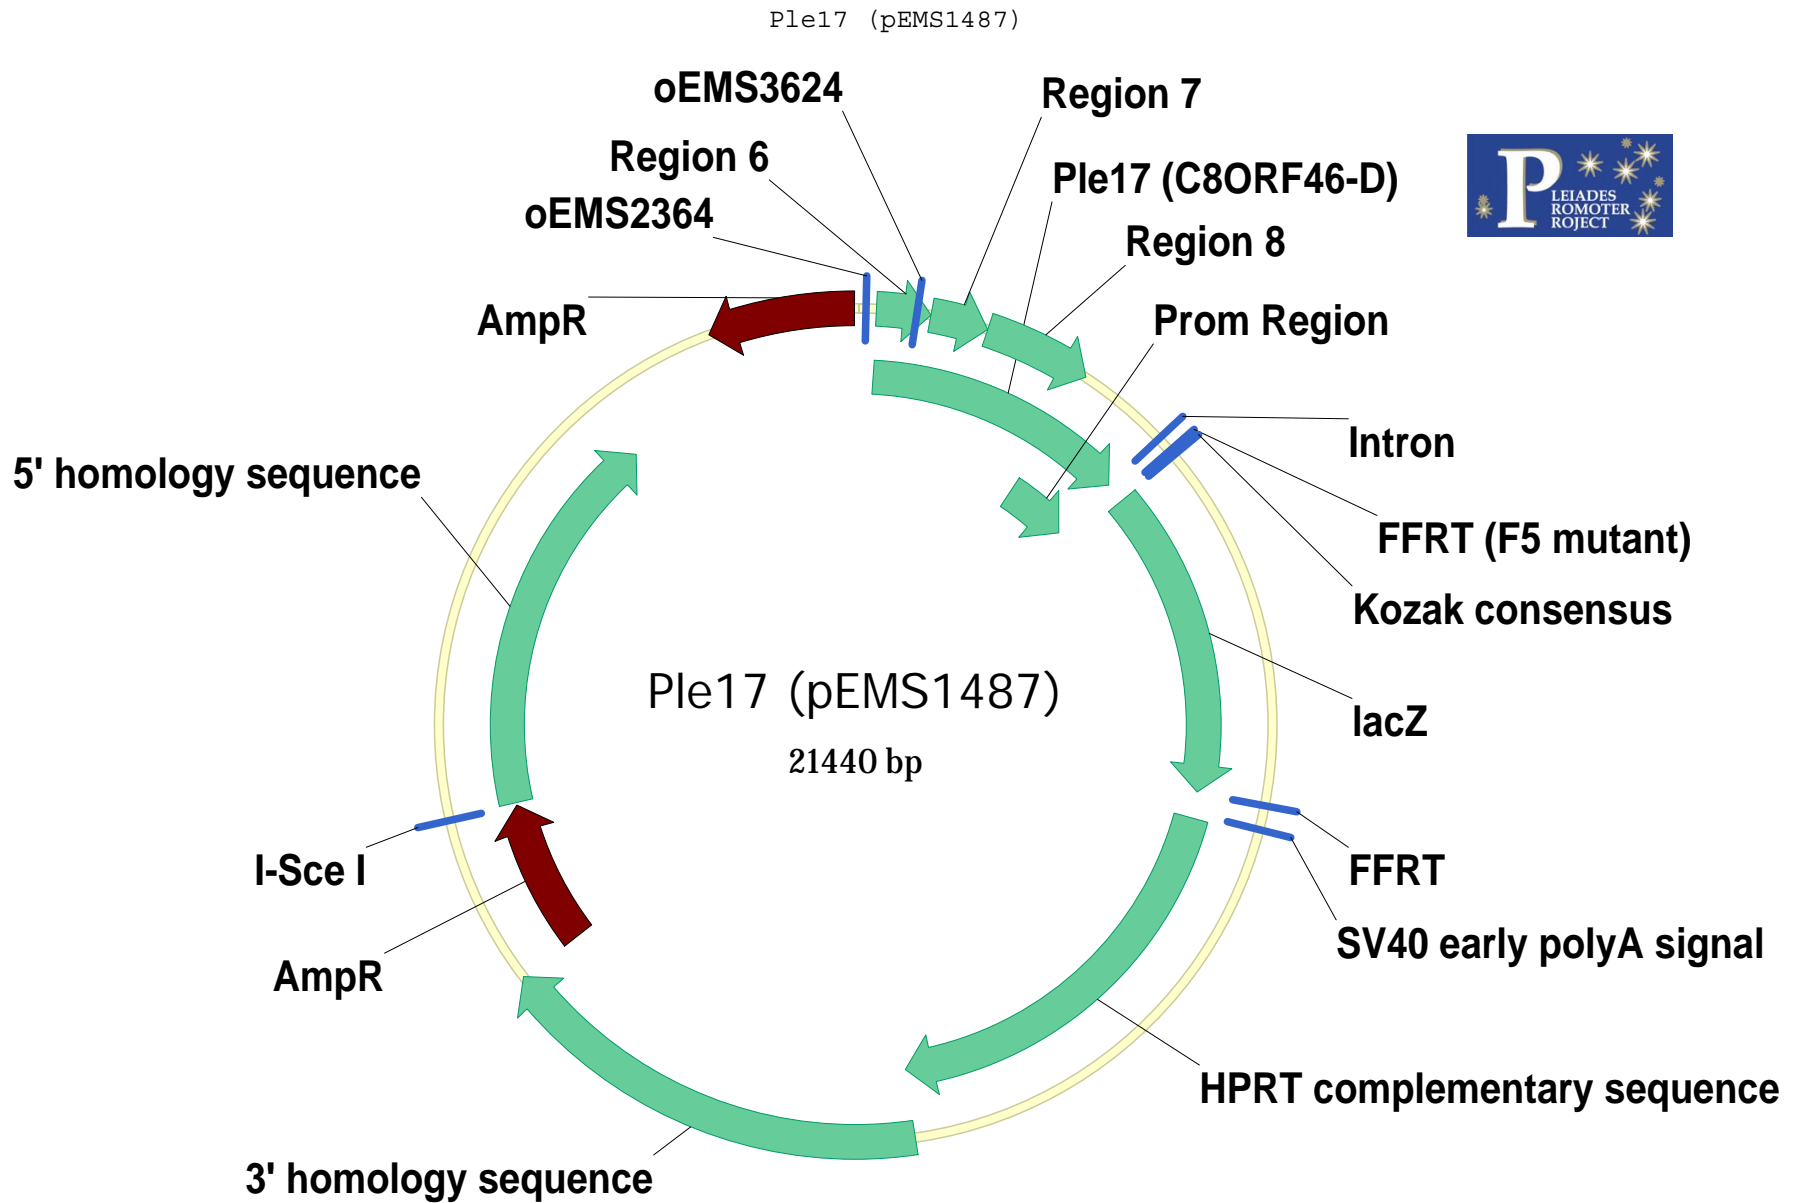 Ple17 (pEMS1487)
oEMS3624
Region 7
Region 6
Ple17 (C8ORF46-D)
oEMS2364
Region 8
P
LEIADES
ROMOTER
ROJECT
AmpR
Prom Region
Intron
5' homology sequence
FFRT (F5 mutant)
Kozak consensus
Ple17 (pEMS1487)
21440 bp
lacZ
I-Sce I
FFRT
AmpR
SV40 early polyA signal
HPRT complementary sequence
3' homology sequence